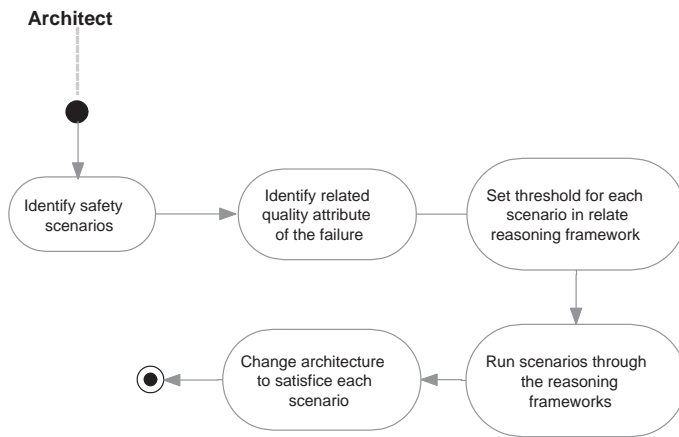 Architect
Identify safety
scenarios
Identify related
quality attribute
of the failure
Set threshold for each
scenario in relate
reasoning framework
Run scenarios through
the reasoning
frameworks
Change architecture
to satisfice each
scenario